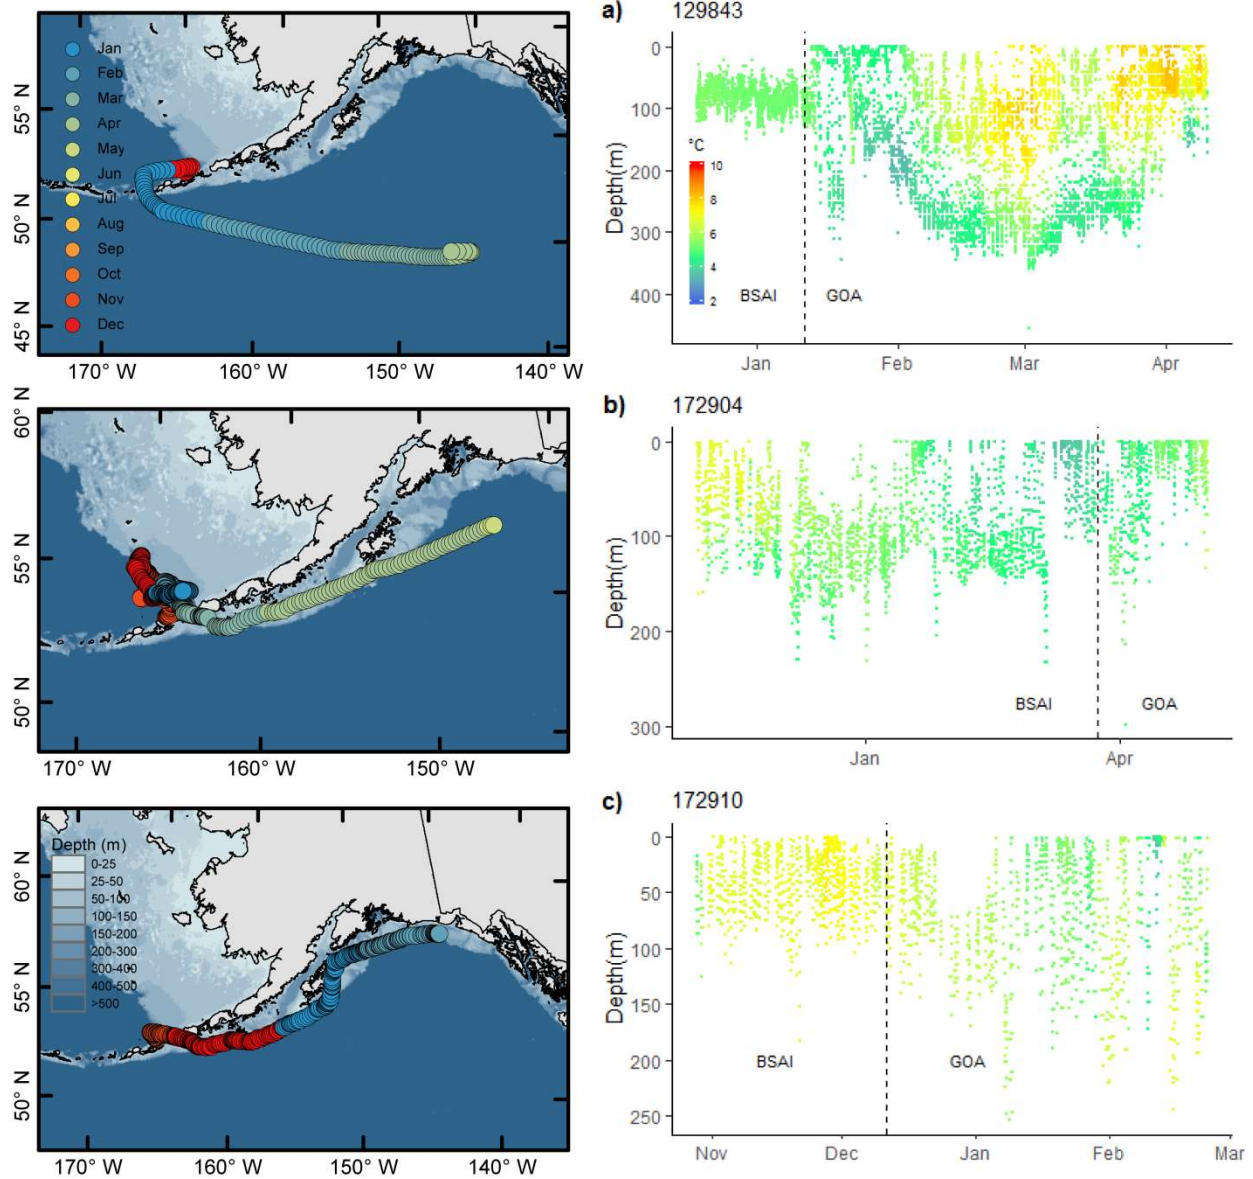 a) 129843
Jan
Feb
Mar
Apr
May
Jun
Jul
Aug
Sep
Oct
Nov
Dec
55° N
50° N
45° N
170° W 160° W 150° W 140° W
Depth(m)
0
100
200
300
400
°C
10
8
6
4
2
BSAI GOA
Jan Feb Mar Apr
b) 172904
60° N
55° N
50° N
170° W 160° W 150° W
Depth(m)
0
100
200
300
BSAI GOA
Jan Apr
c) 172910
Depth (m)
0-25
25-50
50-100
100-150
150-200
200-300
300-400
400-500
>500
60° N
55° N
50° N
170° W 160° W 150° W 140° W
Depth(m)
0
50
100
150
200
250
BSAI GOA
Nov Dec Jan Feb Mar